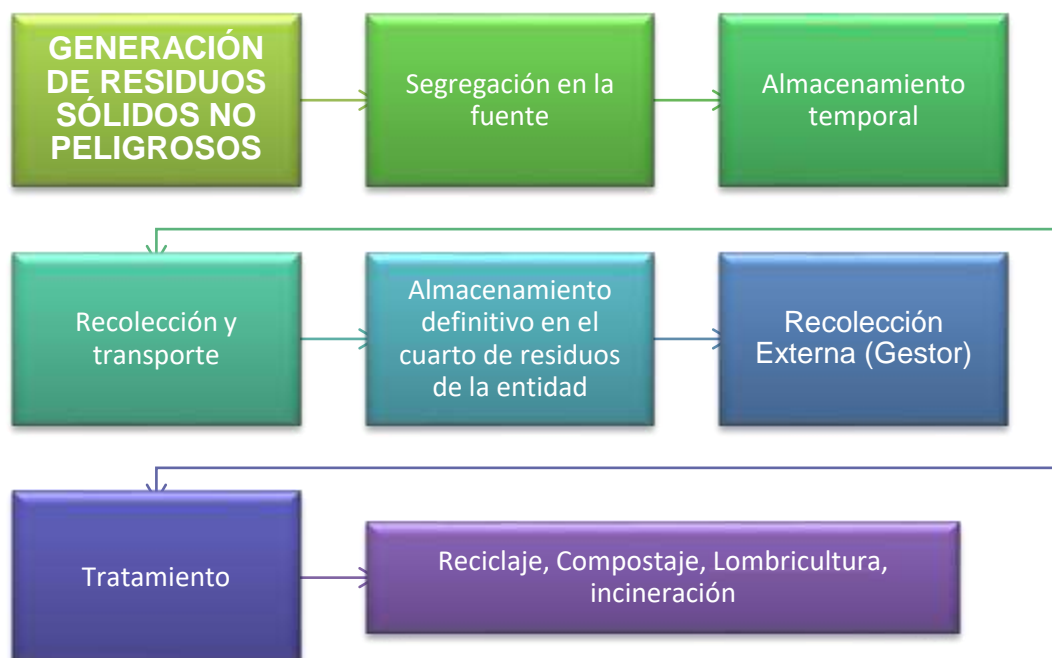 GENERACIÓN
DE RESIDUOS
SÓLIDOS NO
PELIGROSOS
Segregación en la
fuente
Almacenamiento
temporal
Recolección y
transporte
Almacenamiento
definitivo en el
cuarto de residuos
de la entidad
Recolección
Externa (Gestor)
Tratamiento
Reciclaje, Compostaje, Lombricultura,
incineración